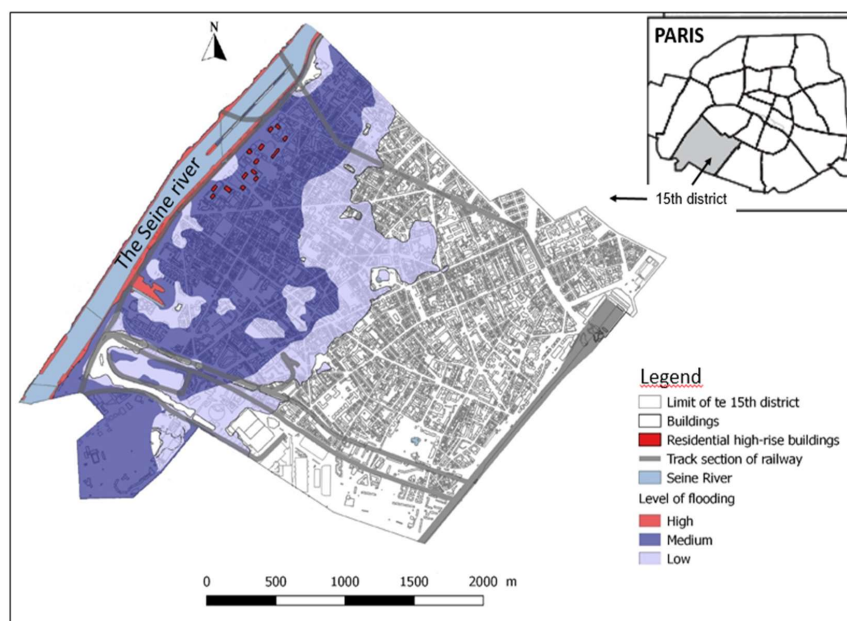 N
PARIS
15th district
The Seine river
Legend
Limit of te 15th district
Buildings
Residential high-rise buildings
Track section of railway
Seine River
Level of flooding
High
Medium
Low
0 500 1000 1500 2000 m